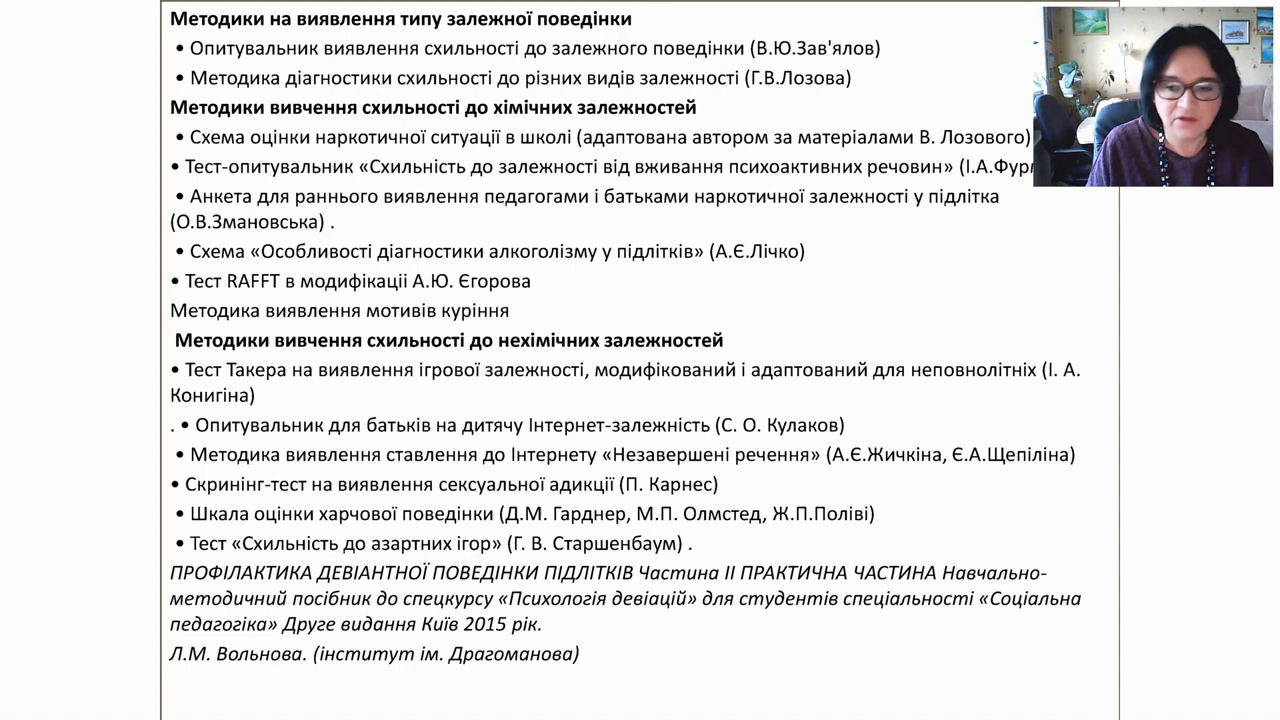 Методики на виявлення типу залежної поведінки
• Опитувальник виявлення схильності до залежного поведінки (В.Ю.Зав'ялов)
• Методика діагностики схильності до різних видів залежності (Г.В.Лозова)
Методики вивчення схильності до хімічних залежностей
• Схема оцінки наркотичної ситуації в школі (адаптована автором за матеріалами В. Лозового)
• Тест-опитувальник «Схильність до залежності від вживання психоактивних речовин» (І.А.
• Анкета для раннього виявлення педагогами і батьками наркотичної залежності у підлітка
(О.В.Змановська) .
• Схема «Особливості діагностики алкоголізму у підлітків» (А.Є.Лічко)
• Тест RAFFT в модифікаціі А.Ю. Єгорова
Методика виявлення мотивів куріння
Методики вивчення схильності до нехімічних залежностей
• Тест Такера на виявлення ігрової залежності, модифікований і адаптований для неповнолітніх (І. А.
Конигіна)
. • Опитувальник для батьків на дитячу Інтернет-залежність (С. О. Кулаков)
• Методика виявлення ставлення до Інтернету «Незавершені речення» (А.Є.Жичкіна, Є.А.Щепіліна)
• Скринінг-тест на виявлення сексуальної адикції (П. Карнес)
• Шкала оцінки харчової поведінки (Д.М. Гарднер, М.П. Олмстед, Ж.П.Поліві)
• Тест «Схильність до азартних ігор» (Г. В. Старшенбаум) .
ПРОФІЛАКТИКА ДЕВІАНТНОЇ ПОВЕДІНКИ ПІДЛІТКІВ Частина II ПРАКТИЧНА ЧАСТИНА Навчально-
методичний посібник до спецкурсу «Психологія девіацій» для студентів спеціальності «Соціальна
педагогіка» Друге видання Київ 2015 рік.
Л.М. Вольнова. (інститут ім. Драгоманова)